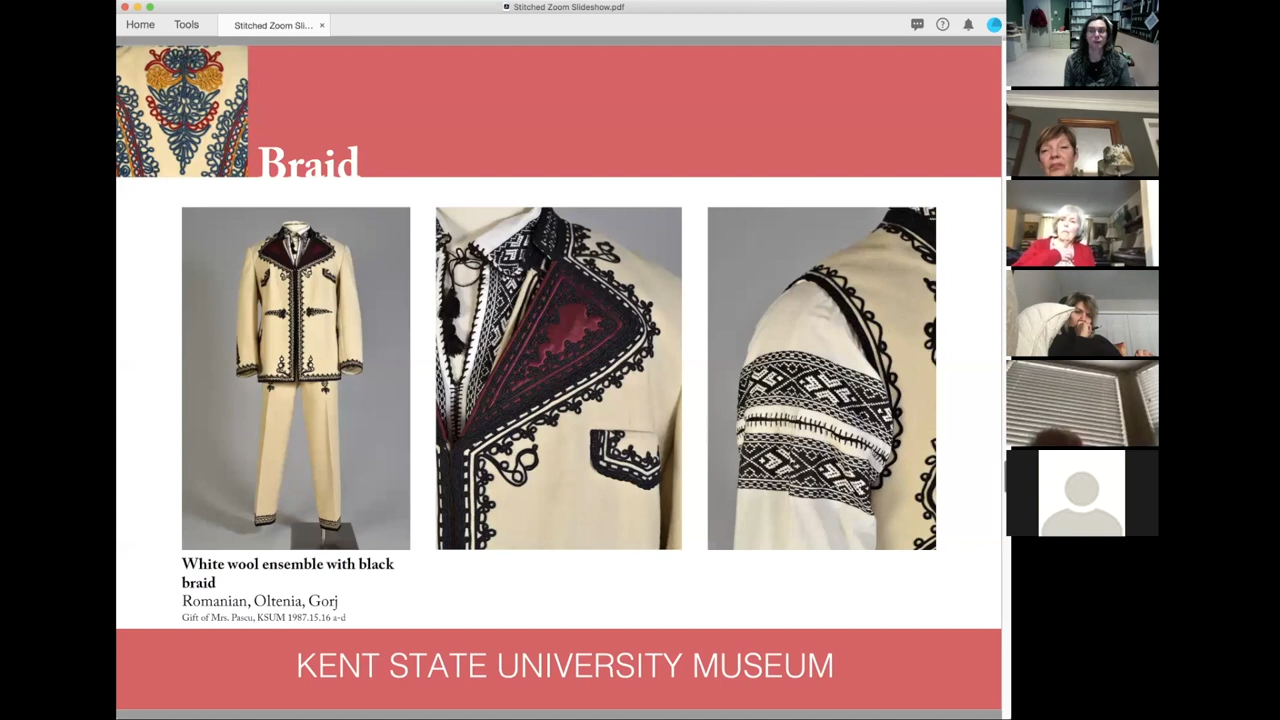 Stitched Zoom Slideshow.pdf
Home
Tools
Stitched Zoom Sli...
Braid
White wool ensemble with black
braid
Romanian, Oltenia, Gorj
Gift of Mrs. Pascu, KSUM 1987.15.16 a-d
KENT STATE UNIVERSITY MUSEUM